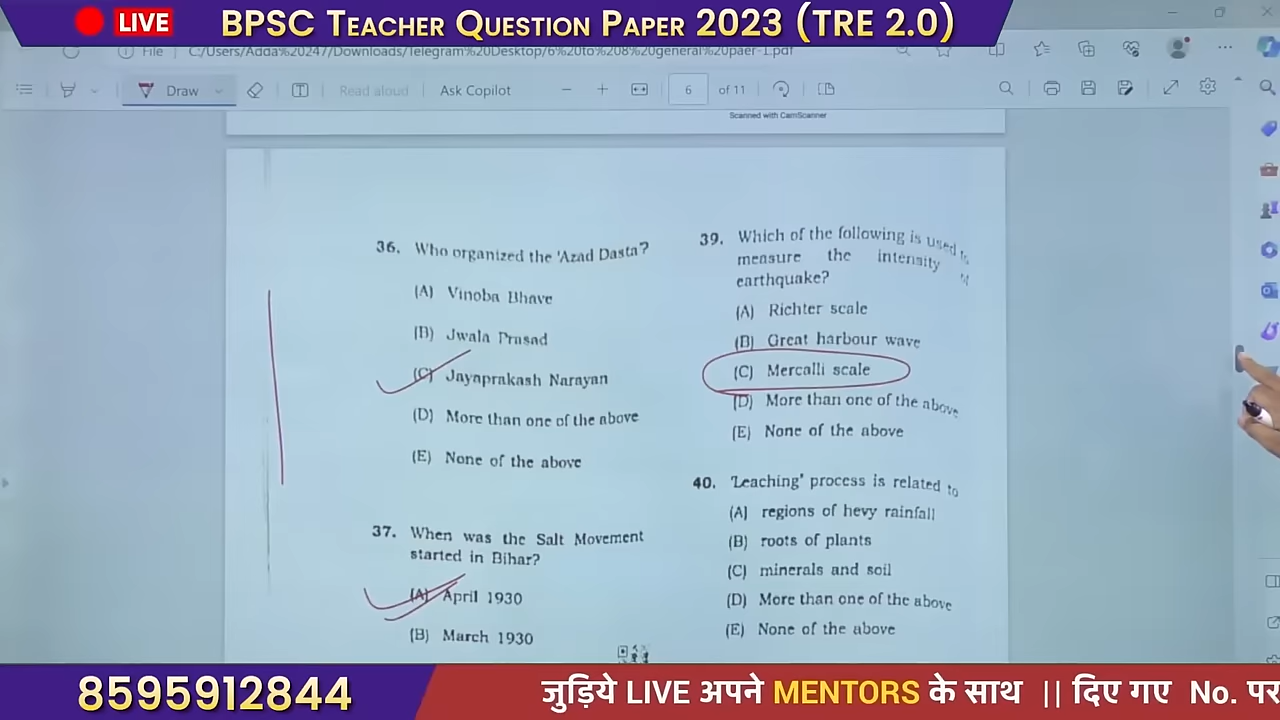 LIVE
BPSC TEACHER QUESTION PAPER 2023 (TRE 2.0)
File
C:/Users/Adda%20247/Downloads/Telegram%20Desktop/6%20to%208%20general%20paer-1.pdf
Draw
Read aloud
Ask Copilot
6 of 11
Scanned with CamScanner
36. Who organized the 'Azad Dasta?
(A) Vinoba Bhave
(B) Jwala Prasad
(C) Jayaprakash Narayan
(D) More than one of the above
(E) None of the above
37. When was the Salt Movement
started in Bihar?
(A) April 1930
(B) March 1930
39. Which of the following is used to
measure the intensity of
earthquake?
(A) Richter scale
(B) Great harbour wave
(C) Mercalli scale
(D) More than one of the above
(E) None of the above
40. 'Leaching' process is related to
(A) regions of hevy rainfall
(B) roots of plants
(C) minerals and soil
(D) More than one of the above
(E) None of the above
8595912844
जुड़िये LIVE अपने MENTORS के साथ || दिए गए No. पर